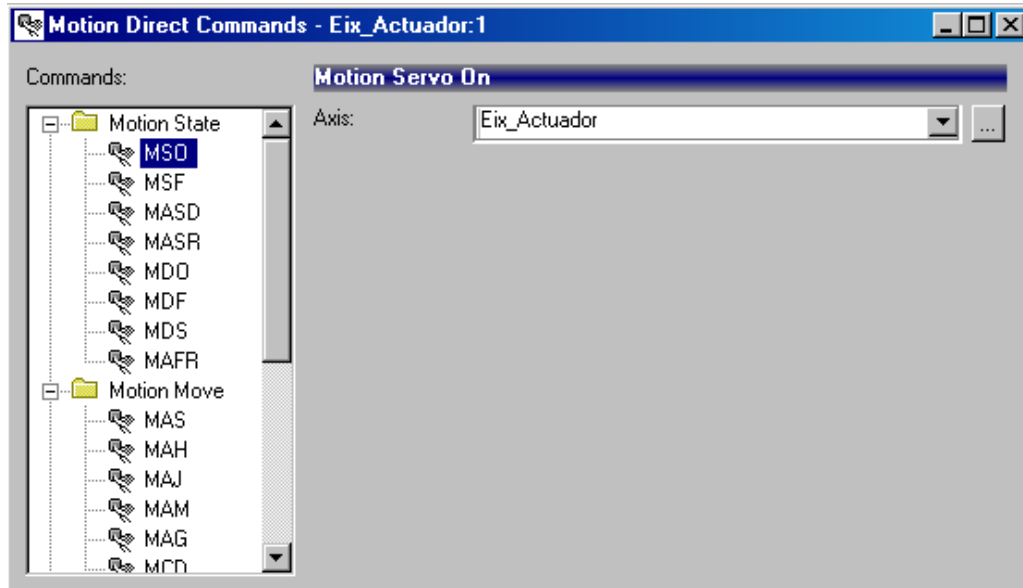 Motion Direct Commands - Eix_Actuador:1
Commands:
Motion Servo On
Axis:
Eix_Actuador
...
Motion State
MSO
MSF
MASD
MASR
MDO
MDF
MDS
MAFR
Motion Move
MAS
MAH
MAJ
MAM
MAG
MCD